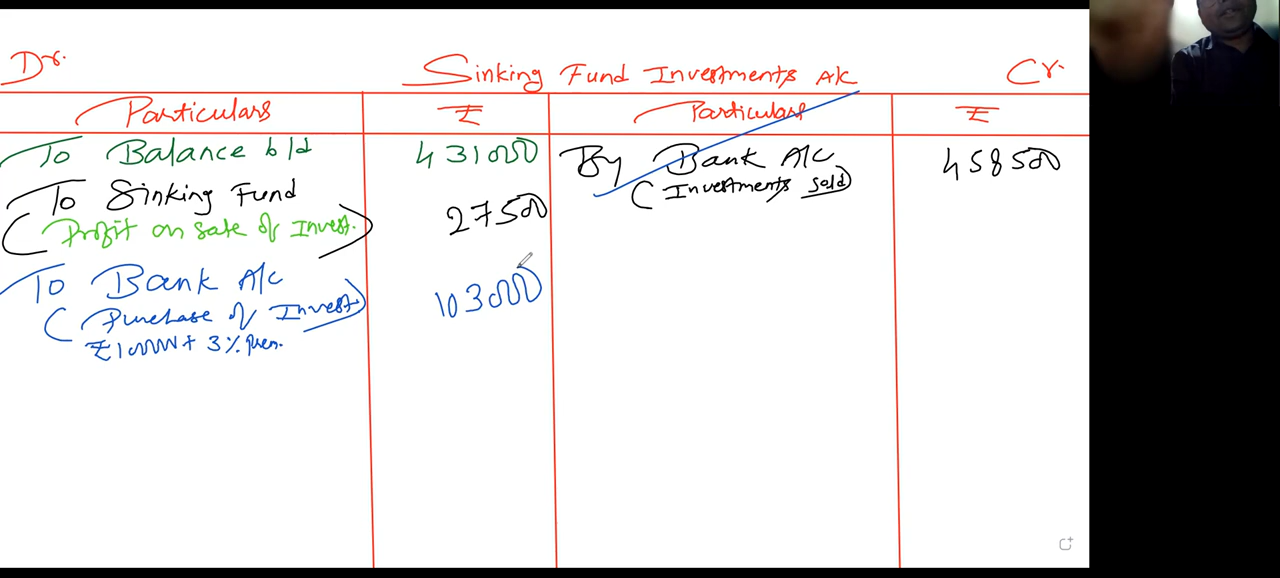 Dr. Sinking Fund Investments A/c Cr.
Particulars ₹ Particulars ₹
To Balance b/d 431000 By Bank A/c 458500
(Investments sold)
To Sinking Fund 27500
(Profit on sale of Invest.)
To Bank A/c 103000
(Purchase of Invest.)
₹100000 + 3% prem.